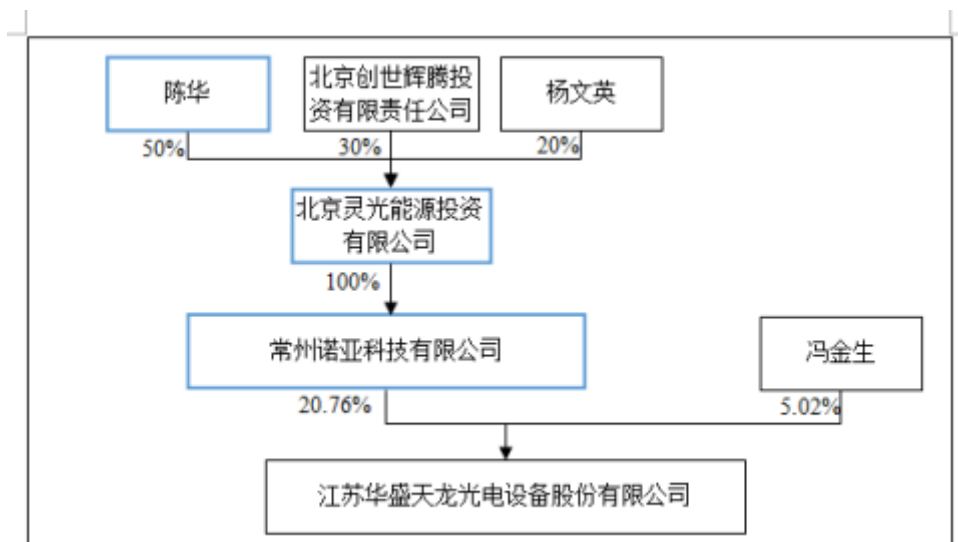 陈华
北京创世辉腾投
资有限责任公司
杨文英
50%
30%
20%
北京灵光能源投资
有限公司
100%
常州诺亚科技有限公司
冯金生
20.76%
5.02%
江苏华盛天龙光电设备股份有限公司